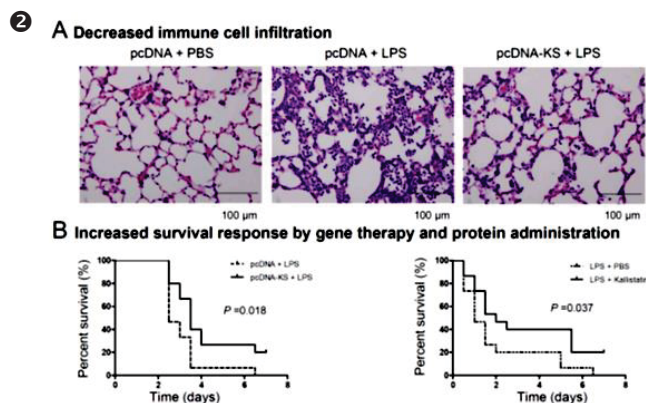 2
A Decreased immune cell infiltration
pcDNA + PBS
pcDNA + LPS
pcDNA-KS + LPS
100 µm
100 µm
100 µm
B Increased survival response by gene therapy and protein administration
Percent survival (%)
100
80
60
40
20
0
0
2
4
6
8
Time (days)
pcDNA + LPS
pcDNA-KS + LPS
P =0.018
Percent survival (%)
100
80
60
40
20
0
0
2
4
6
8
Time (days)
LPS + PBS
LPS + Kallistati
P =0.037